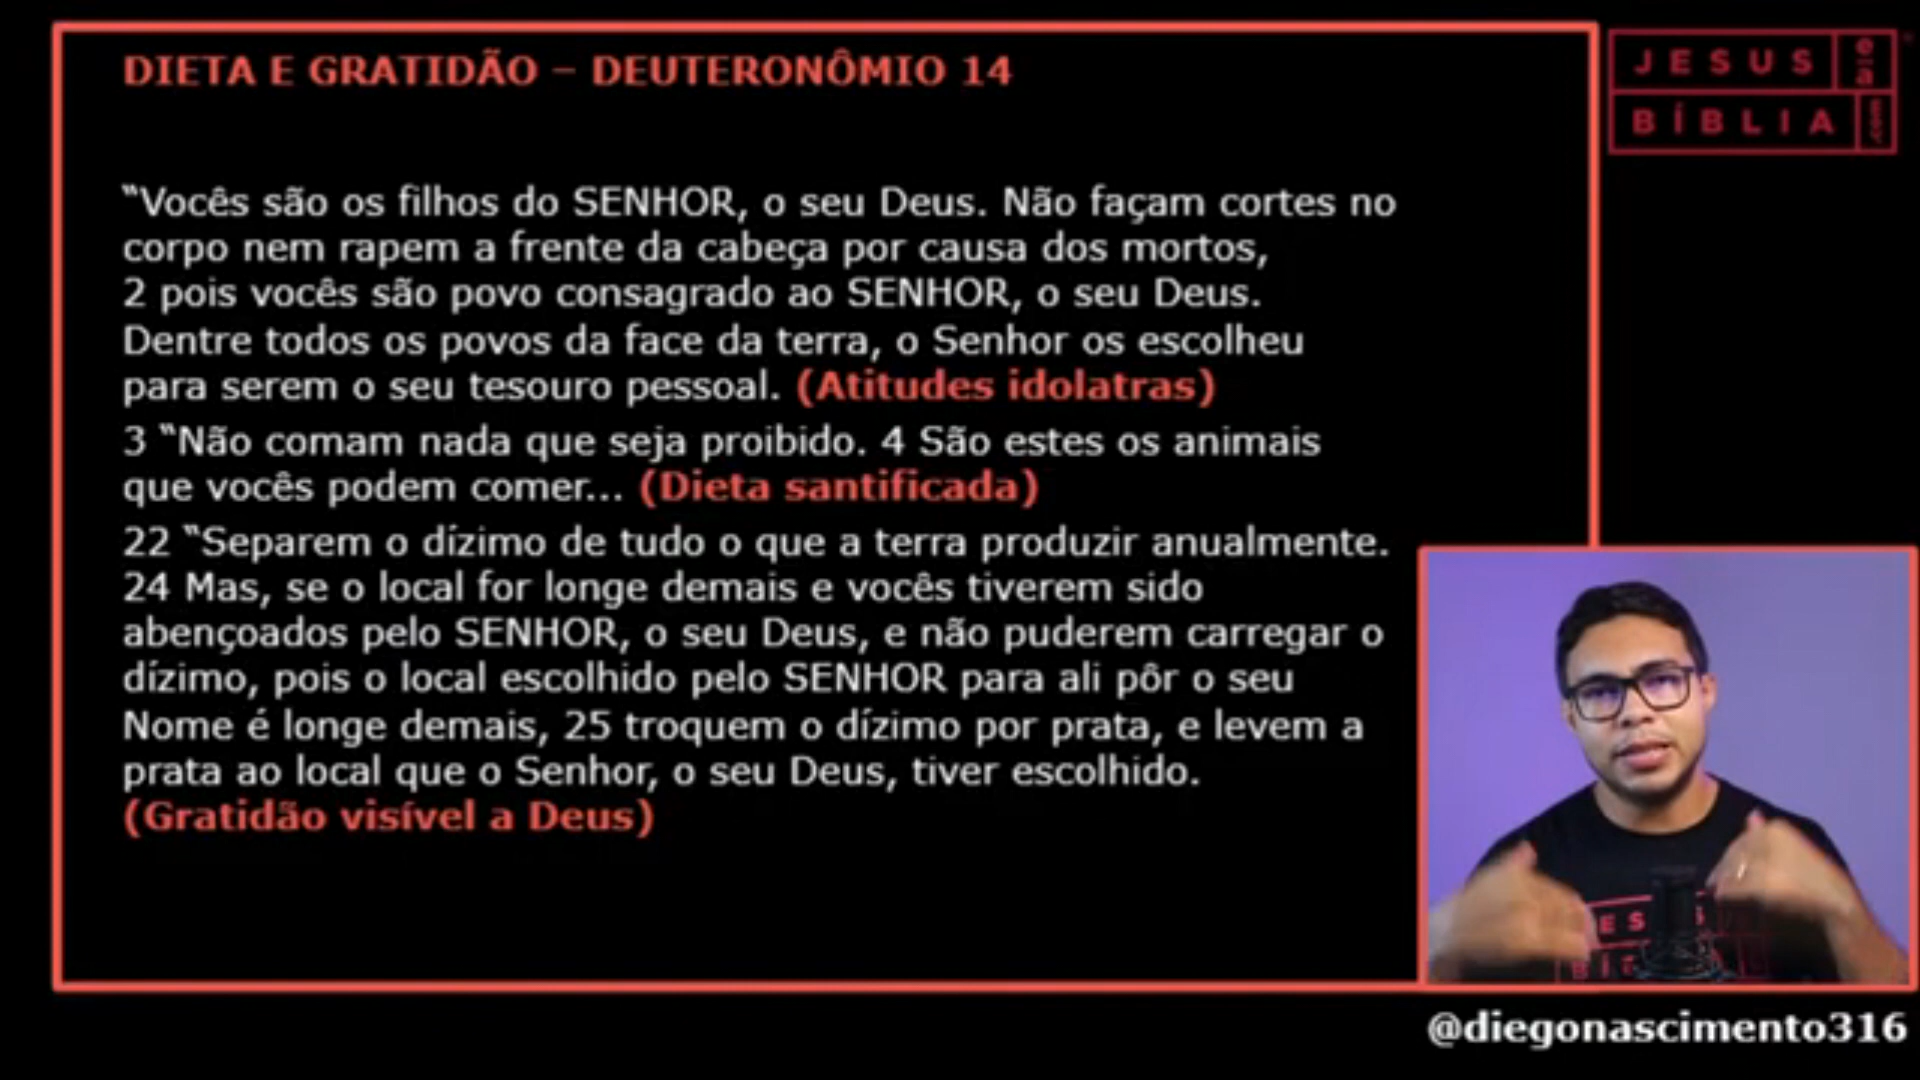 DIETA E GRATIDÃO – DEUTERONÔMIO 14
JESUS
e a
BÍBLIA
.com
“Vocês são os filhos do SENHOR, o seu Deus. Não façam cortes no
corpo nem rapem a frente da cabeça por causa dos mortos,
2 pois vocês são povo consagrado ao SENHOR, o seu Deus.
Dentre todos os povos da face da terra, o Senhor os escolheu
para serem o seu tesouro pessoal. (Atitudes idolatras)
3 “Não comam nada que seja proibido. 4 São estes os animais
que vocês podem comer... (Dieta santificada)
22 “Separem o dízimo de tudo o que a terra produzir anualmente.
24 Mas, se o local for longe demais e vocês tiverem sido
abençoados pelo SENHOR, o seu Deus, e não puderem carregar o
dízimo, pois o local escolhido pelo SENHOR para ali pôr o seu
Nome é longe demais, 25 troquem o dízimo por prata, e levem a
prata ao local que o Senhor, o seu Deus, tiver escolhido.
(Gratidão visível a Deus)
@diegonascimento316